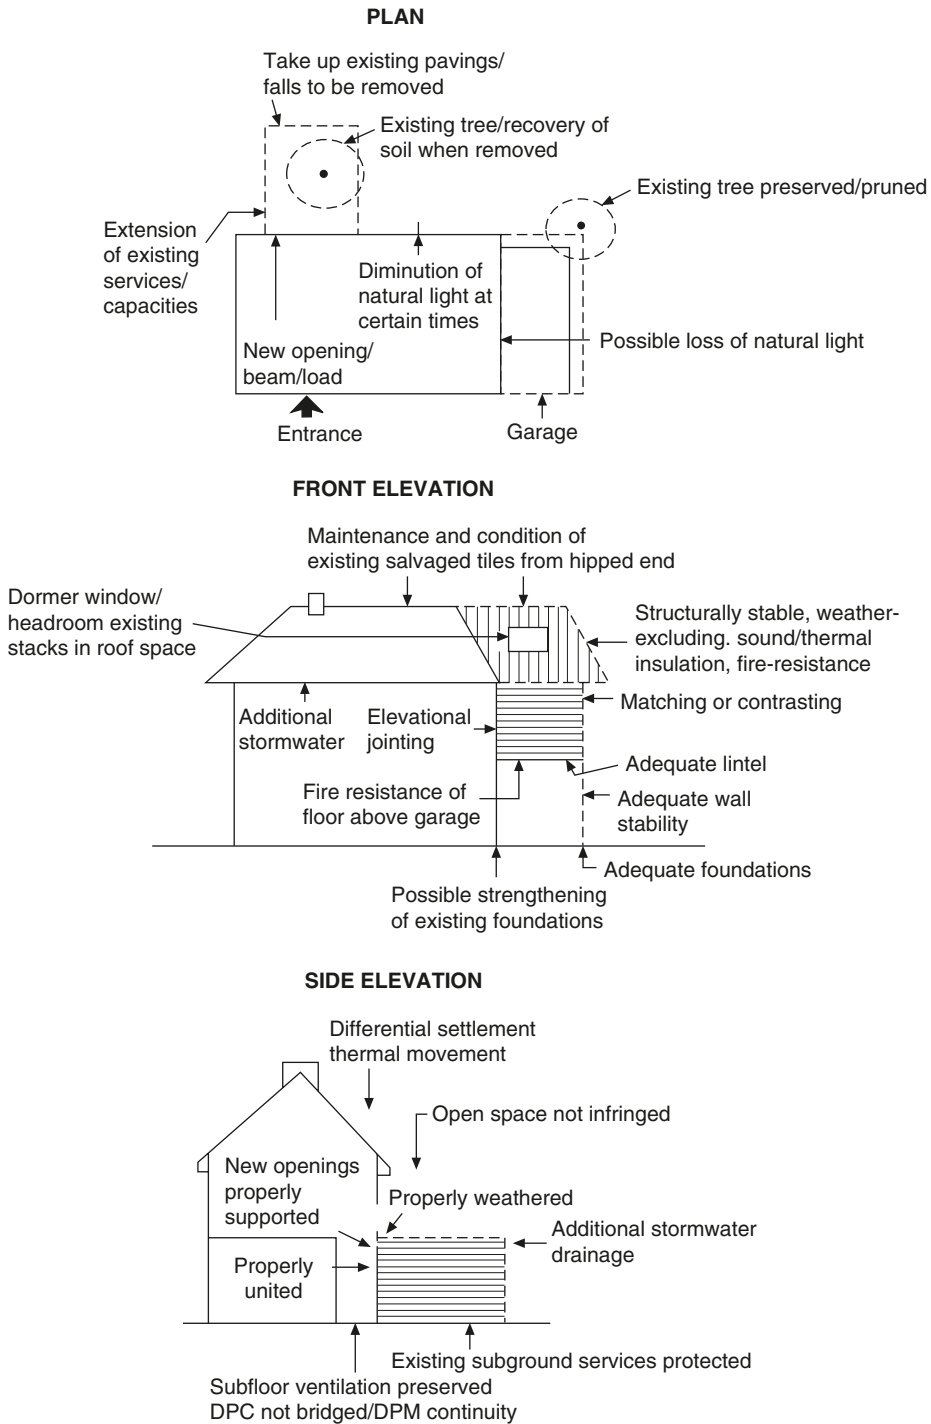 PLAN
Take up existing pavings/
falls to be removed
Existing tree/recovery of
soil when removed
Existing tree preserved/pruned
Extension
of existing
services/
capacities
Diminution of
natural light at
certain times
Possible loss of natural light
New opening/
beam/load
Entrance
Garage
FRONT ELEVATION
Maintenance and condition of
existing salvaged tiles from hipped end
Dormer window/
headroom existing
stacks in roof space
Structurally stable, weather-
excluding. sound/thermal
insulation, fire-resistance
Matching or contrasting
Additional
stormwater
Elevational
jointing
Adequate lintel
Fire resistance of
floor above garage
Adequate wall
stability
Adequate foundations
Possible strengthening
of existing foundations
SIDE ELEVATION
Differential settlement
thermal movement
Open space not infringed
New openings
properly
supported
Properly weathered
Additional stormwater
drainage
Properly
united
Existing subground services protected
Subfloor ventilation preserved
DPC not bridged/DPM continuity